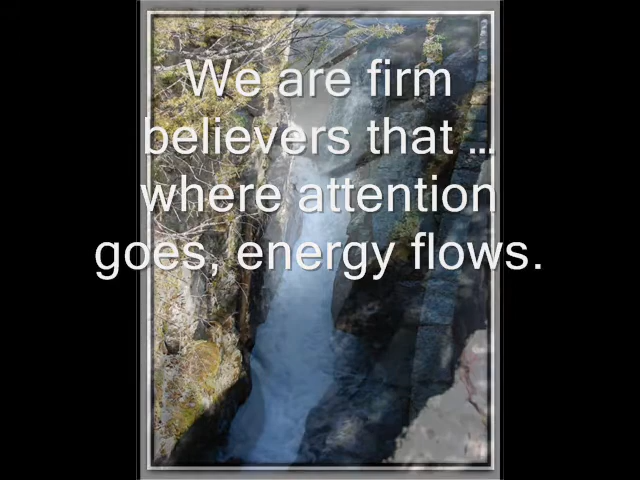 We are firm
believers that ...
where attention
goes, energy flows.